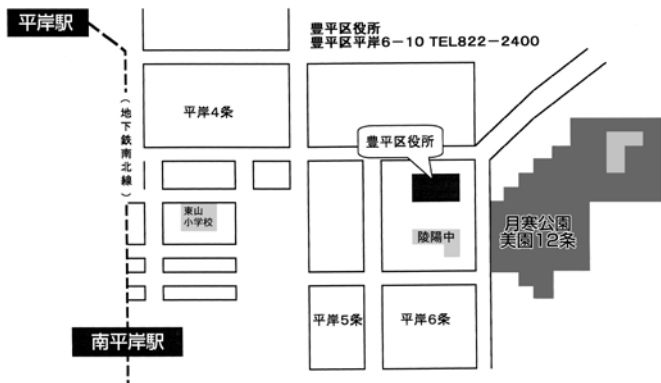 平岸駅
豊平区役所
豊平区平岸6－10 TEL822－2400
(地下鉄南北線)
平岸4条
豊平区役所
東山
小学校
陵陽中
月寒公園
美園12条
平岸5条
平岸6条
南平岸駅